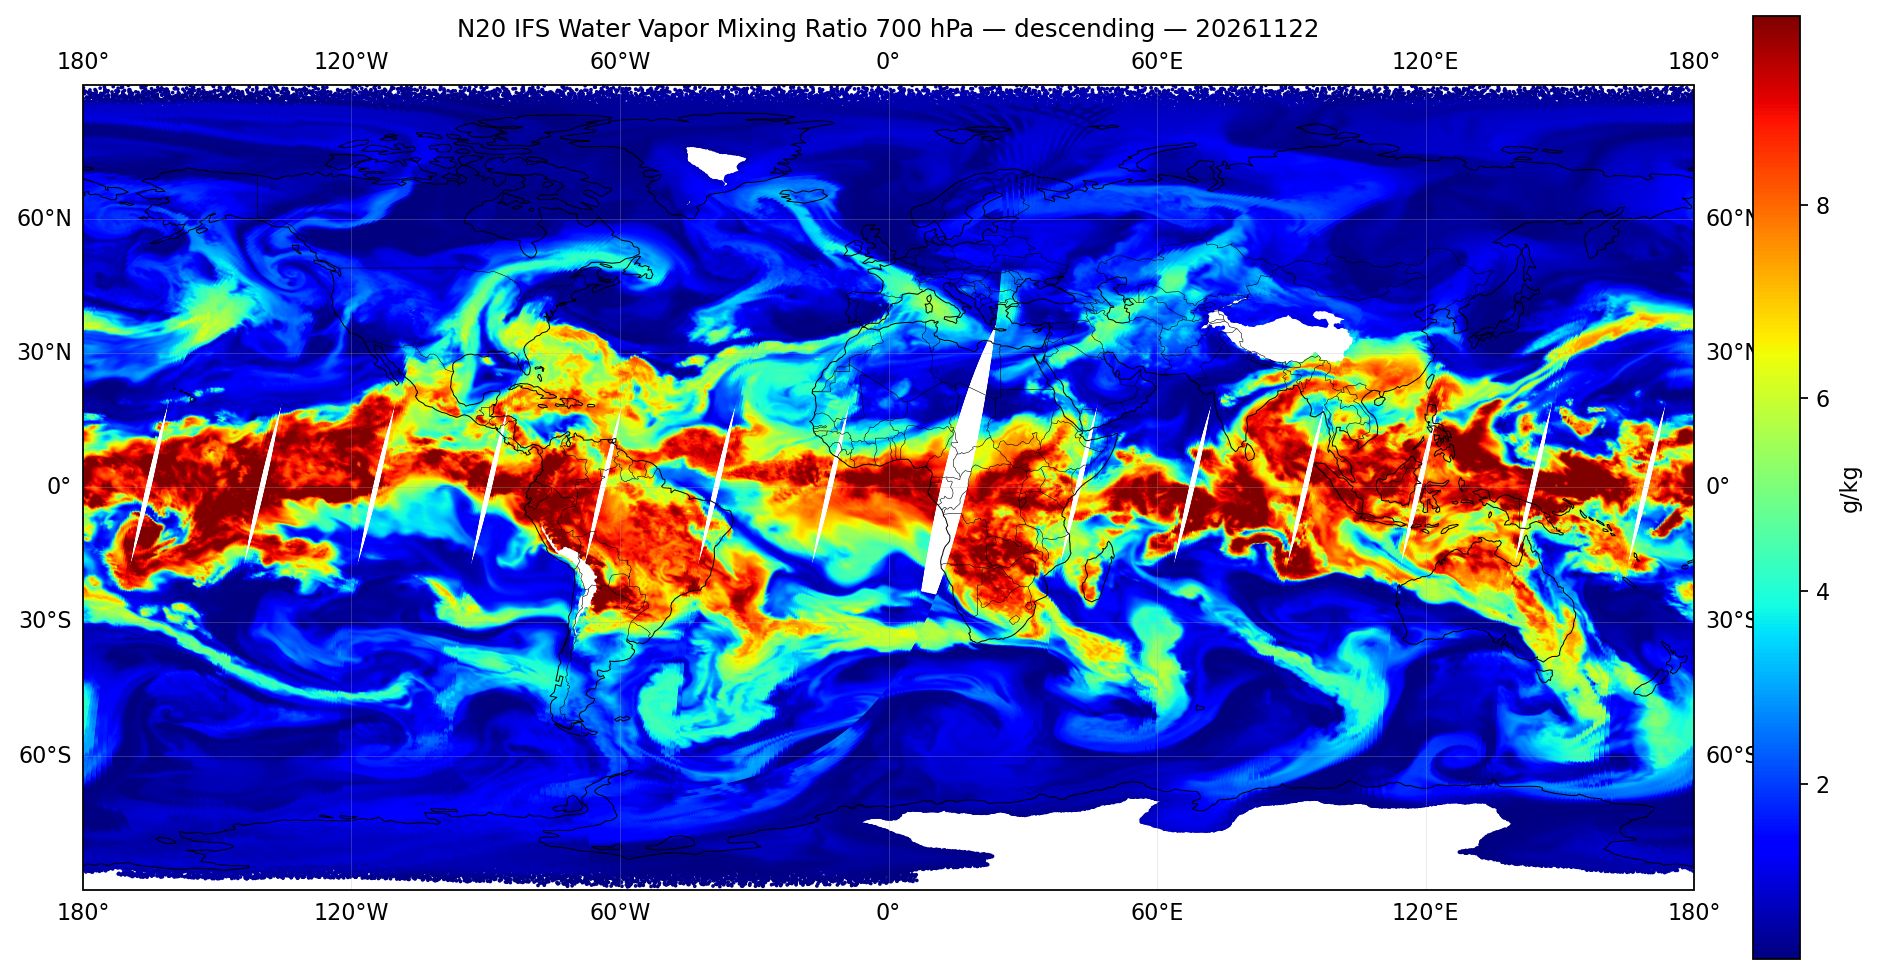 N20 IFS Water Vapor Mixing Ratio 700 hPa — descending — 20261122
180° 120°W 60°W 0° 60°E 120°E 180°
60°N 60°N 8
30°N 30°N 6
0° 0° g/kg
30°S 30°S 4
60°S 60°S 2
180° 120°W 60°W 0° 60°E 120°E 180°